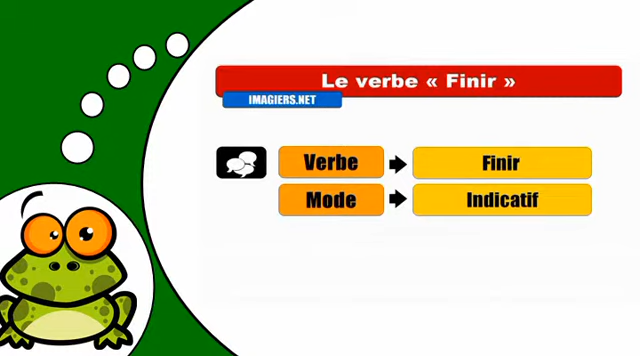 Le verbe « Finir »
IMAGIERS.NET
Verbe Finir
Mode Indicatif